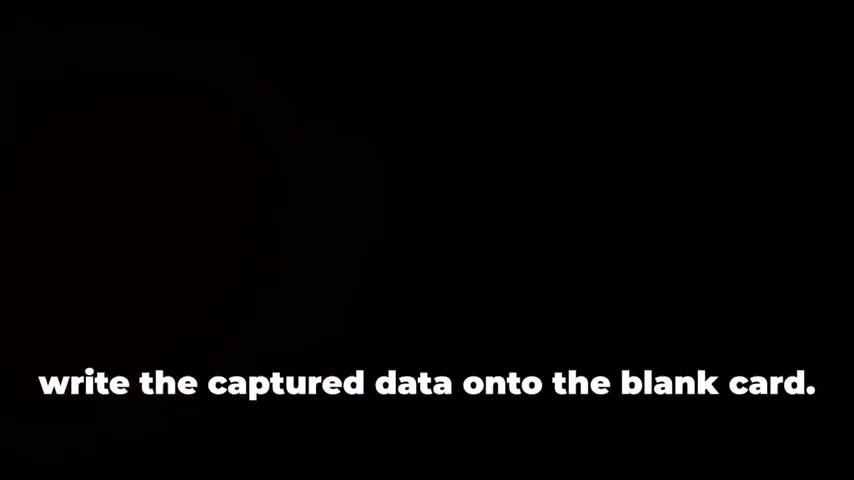 write the captured data onto the blank card.